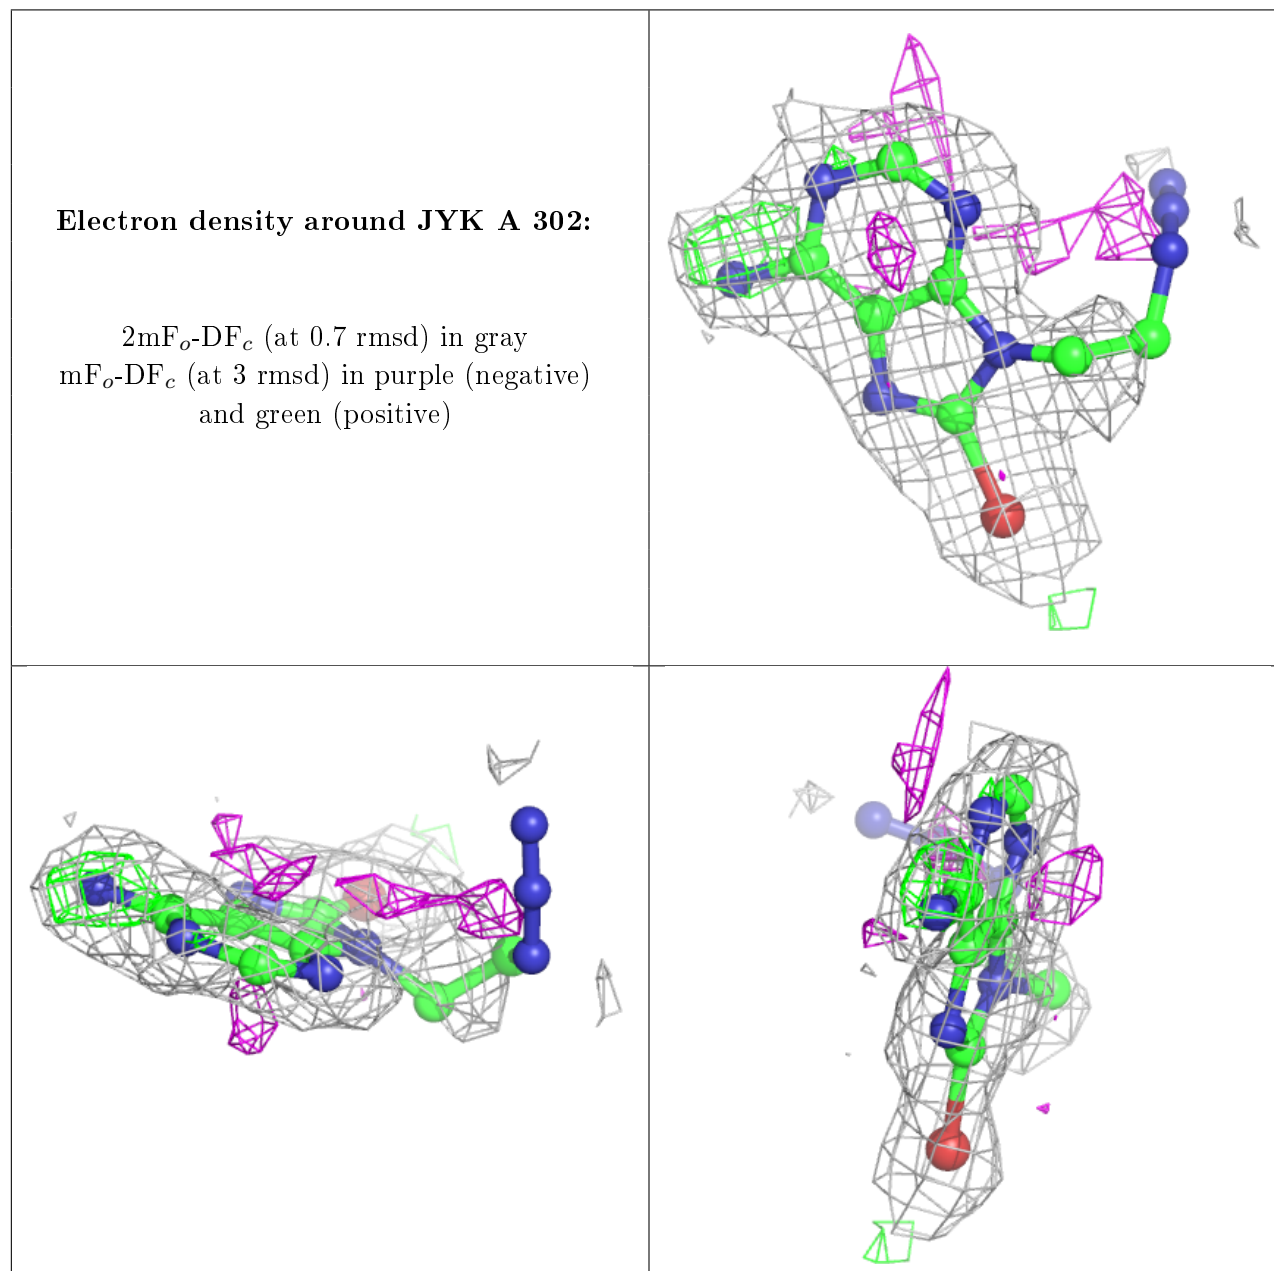 Electron density around JYK A 302:
2mFo-DFc (at 0.7 rmsd) in gray
mFo-DFc (at 3 rmsd) in purple (negative)
and green (positive)